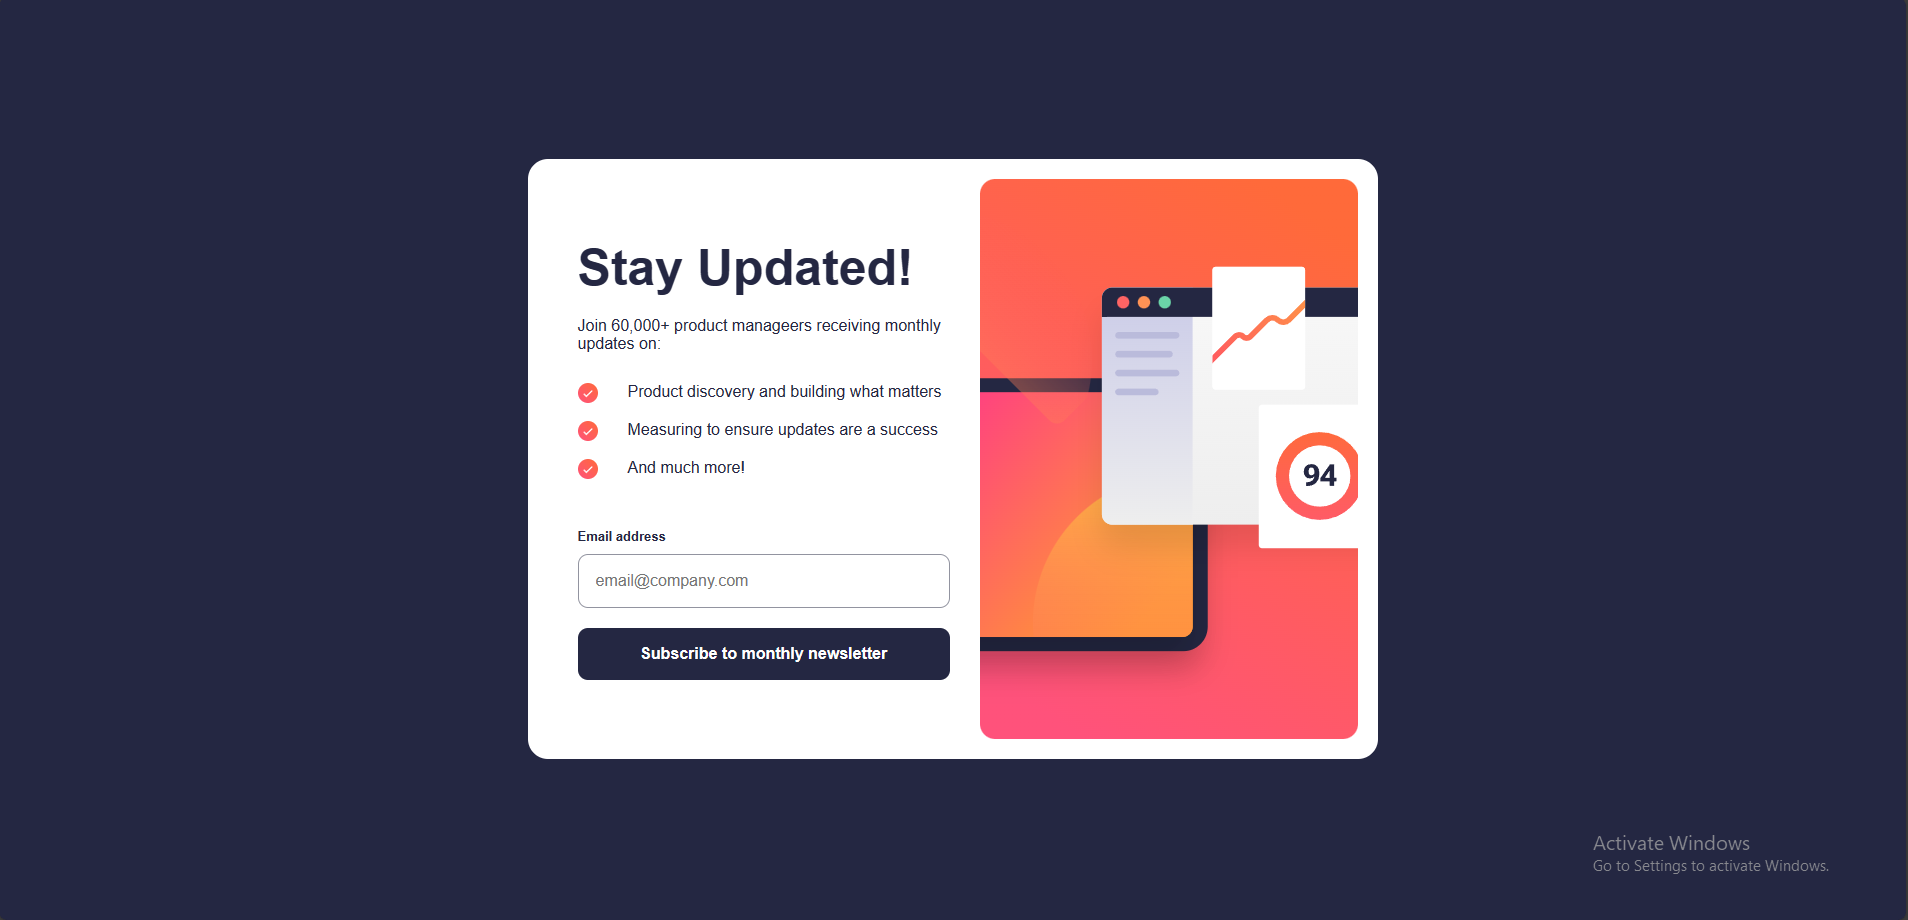 Stay Updated!
Join 60,000+ product manageers receiving monthly
updates on:
Product discovery and building what matters
Measuring to ensure updates are a success
And much more!
Email address
email@company.com
Subscribe to monthly newsletter
94
Activate Windows
Go to Settings to activate Windows.